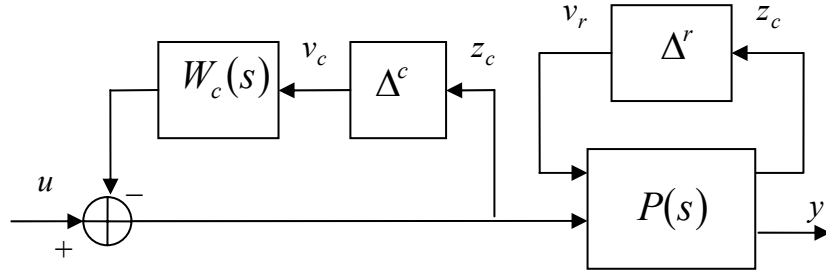 v_r Δ^r z_c
W_c(s) v_c Δ^c z_c
u + − P(s) y